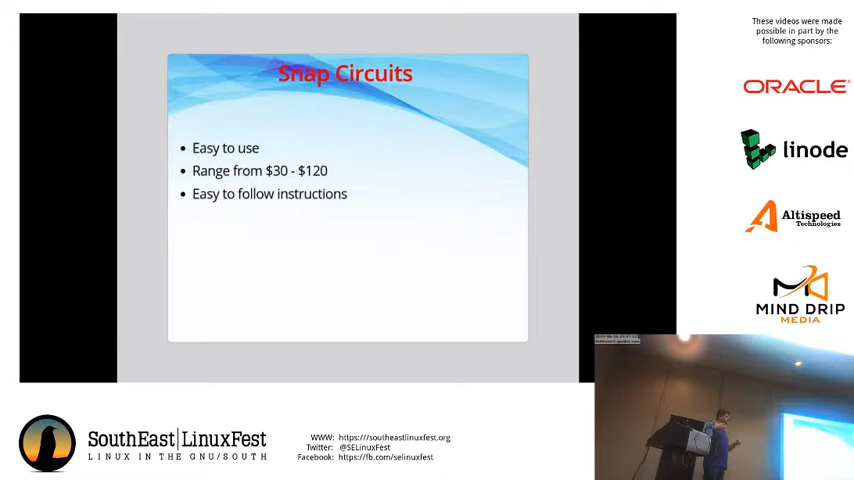 These videos were made
possible in part by the
following sponsors:
ORACLE®
linode
Altispeed
Technologies
MIND DRIP
MEDIA
Snap Circuits
• Easy to use
• Range from $30 - $120
• Easy to follow instructions
SouthEast|LinuxFest
LINUX IN THE GNU/SOUTH
WWW: https:///southeastlinuxfest.org
Twitter: @SELinuxFest
Facebook: https://fb.com/selinuxfest